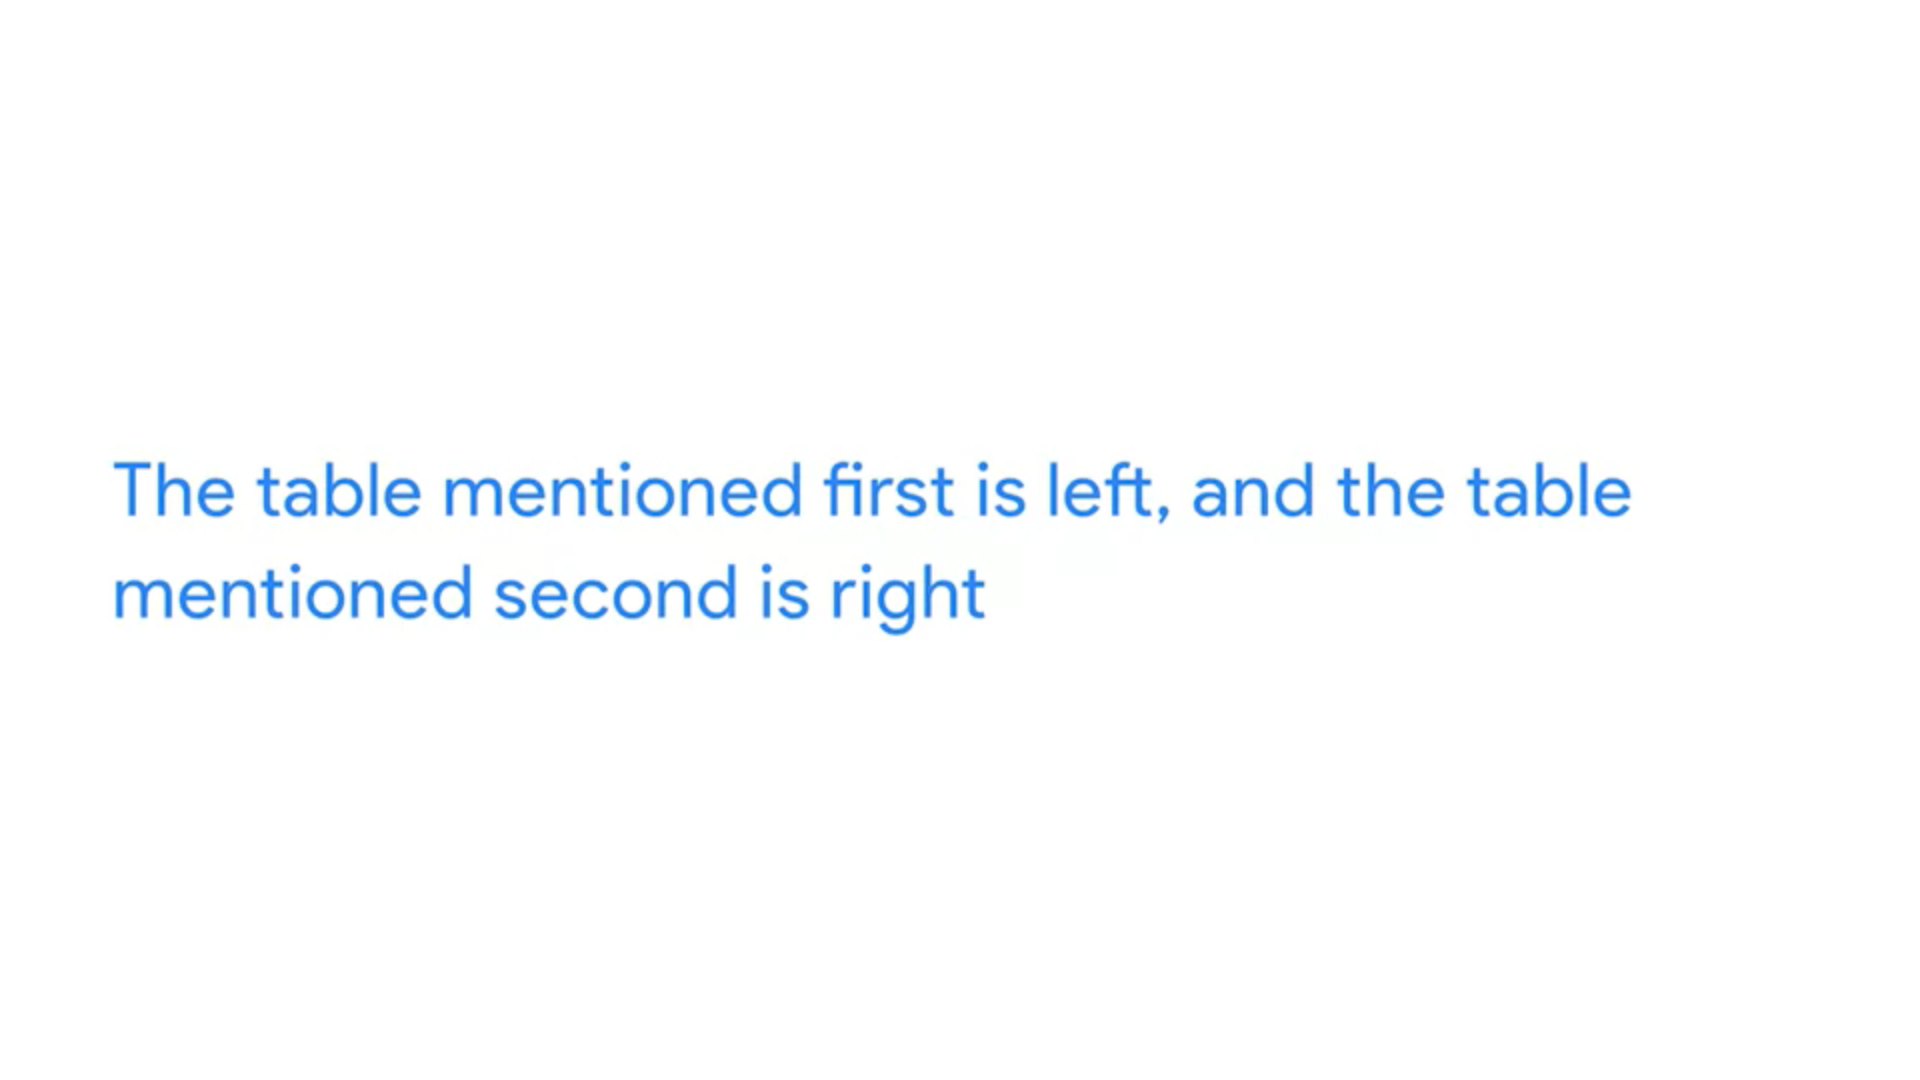 The table mentioned first is left, and the table
mentioned second is right